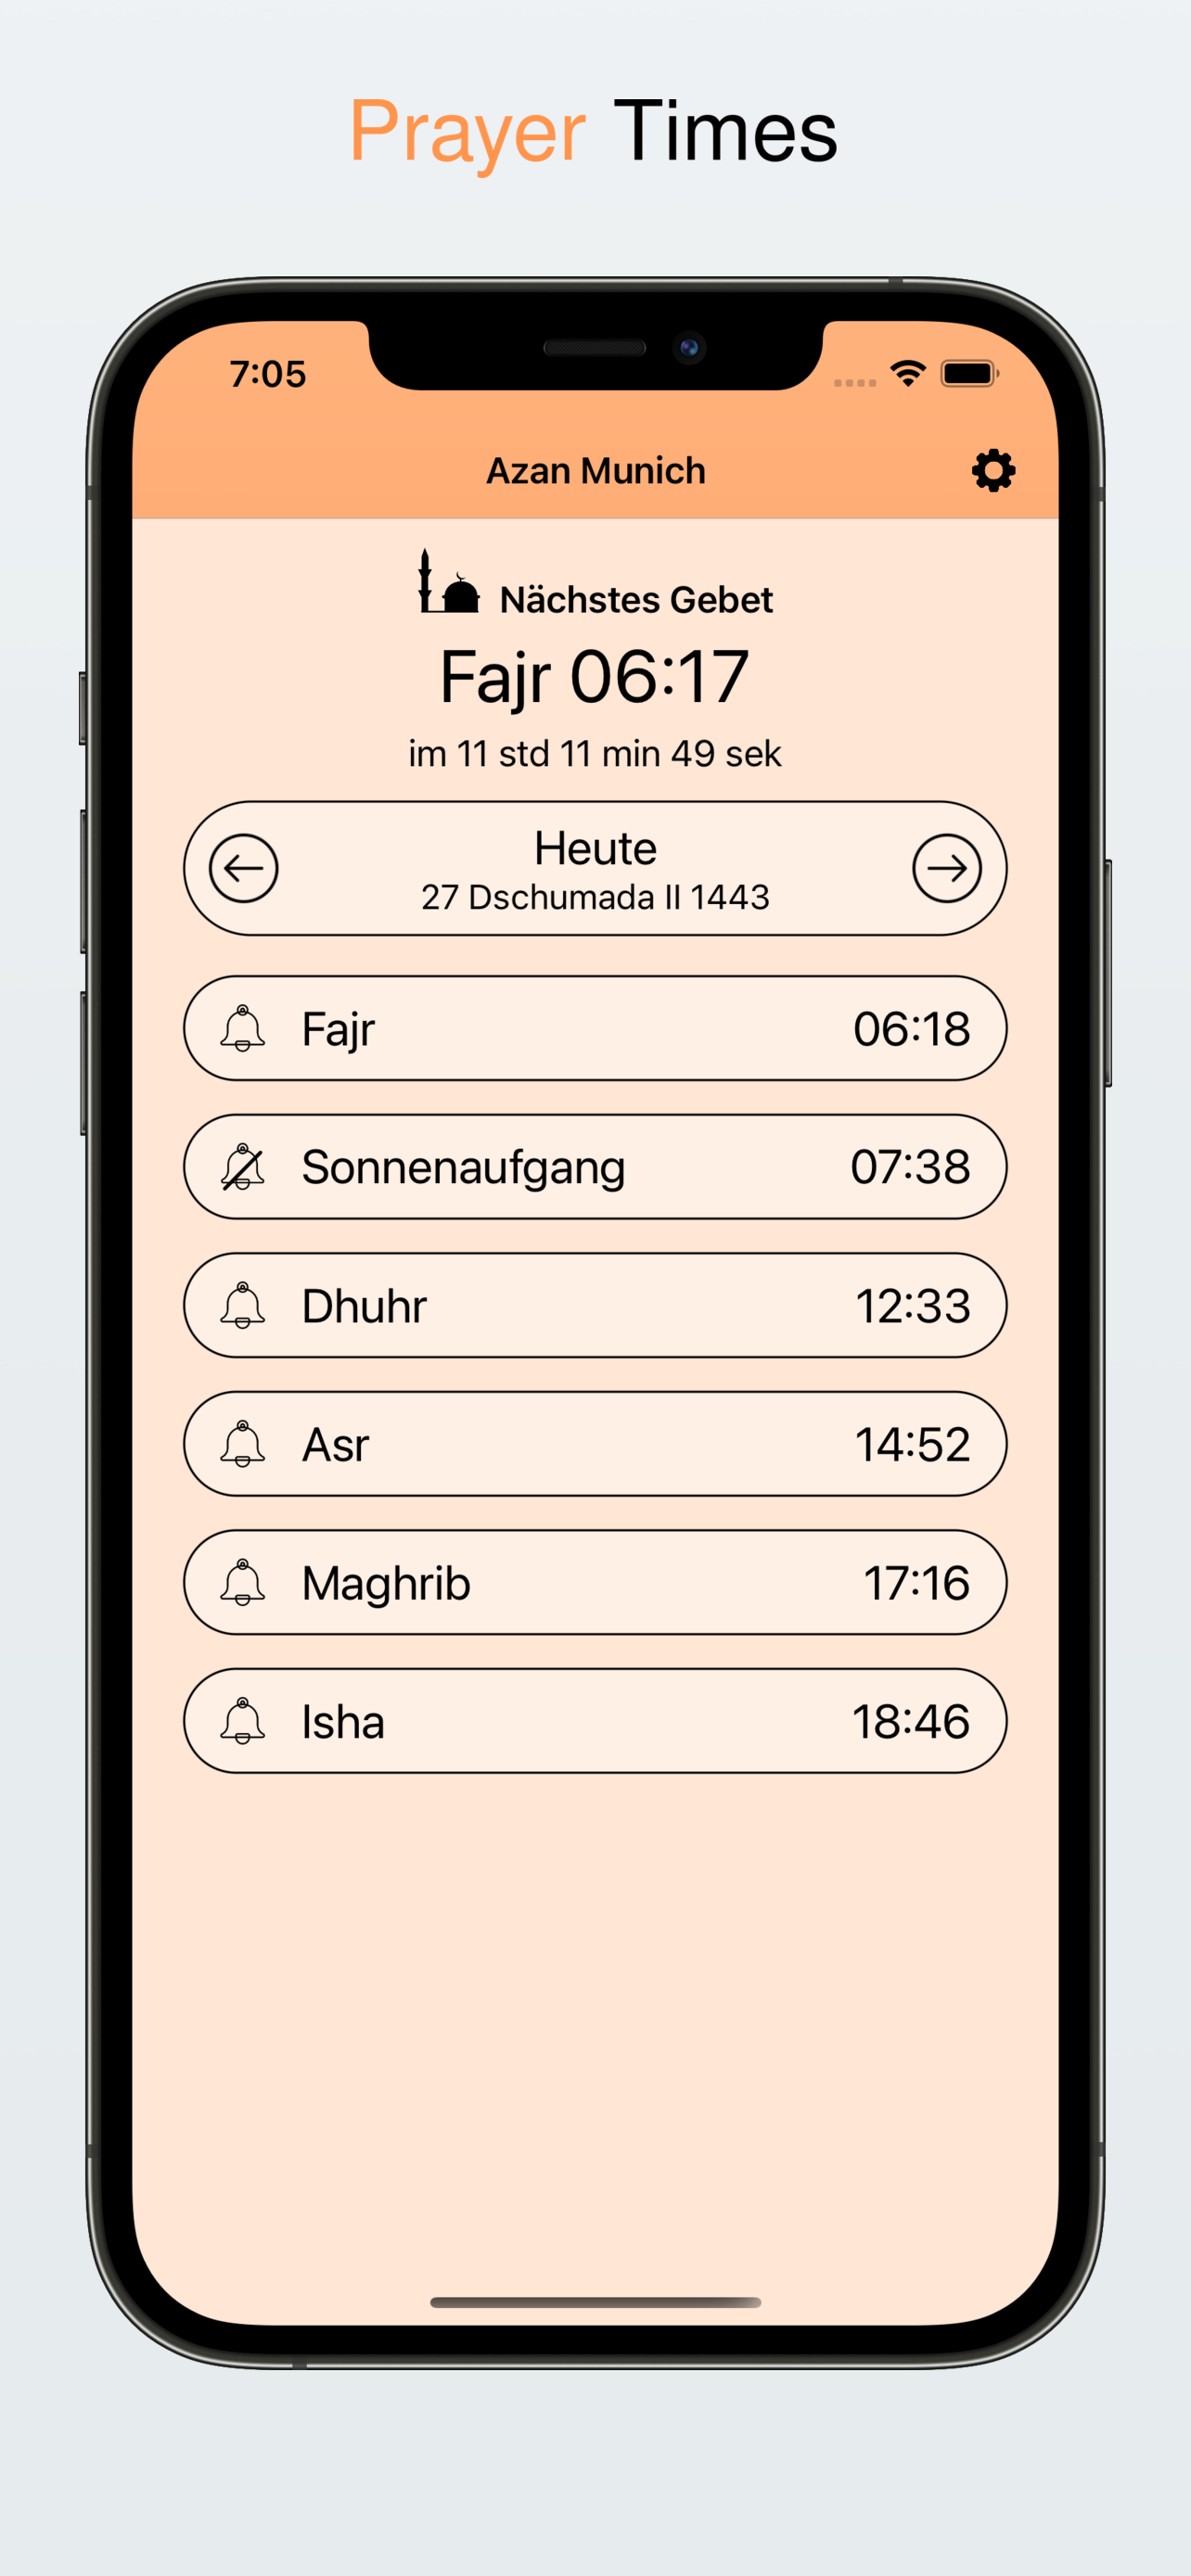 Prayer Times
7:05
Azan Munich
Nächstes Gebet
Fajr 06:17
im 11 std 11 min 49 sek
Heute
27 Dschumada II 1443
Fajr 06:18
Sonnenaufgang 07:38
Dhuhr 12:33
Asr 14:52
Maghrib 17:16
Isha 18:46